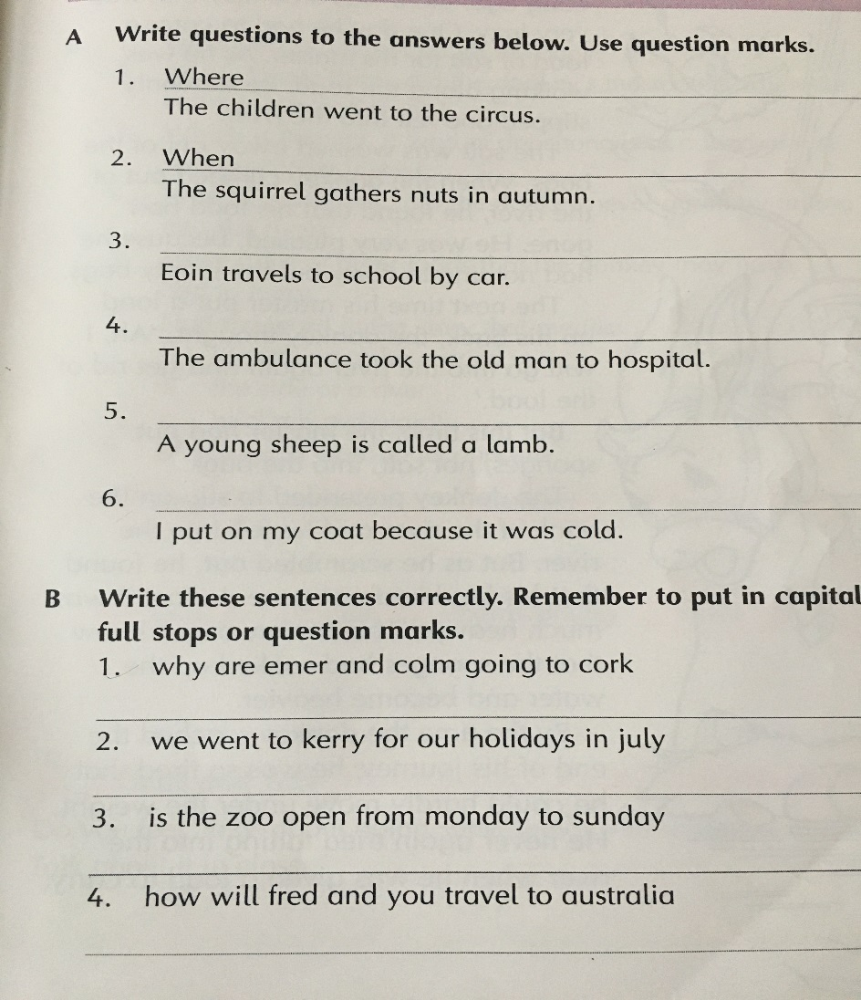 A Write questions to the answers below. Use question marks.
1. Where
The children went to the circus.
2. When
The squirrel gathers nuts in autumn.
3.
Eoin travels to school by car.
4.
The ambulance took the old man to hospital.
5.
A young sheep is called a lamb.
6.
I put on my coat because it was cold.
B Write these sentences correctly. Remember to put in capital
full stops or question marks.
1. why are emer and colm going to cork
2. we went to kerry for our holidays in july
3. is the zoo open from monday to sunday
4. how will fred and you travel to australia